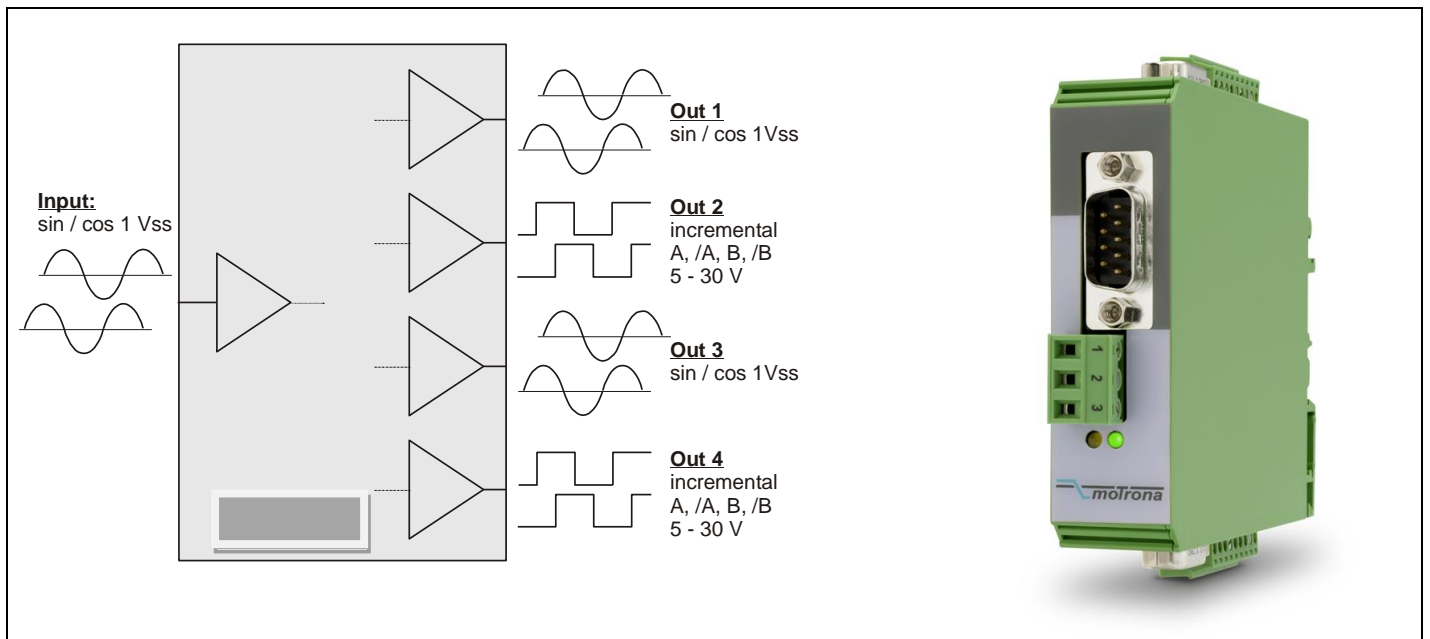 Input:
sin / cos 1 Vss
Out 1
sin / cos 1Vss
Out 2
incremental
A, /A, B, /B
5 - 30 V
Out 3
sin / cos 1Vss
Out 4
incremental
A, /A, B, /B
5 - 30 V
1
2
3
motrona